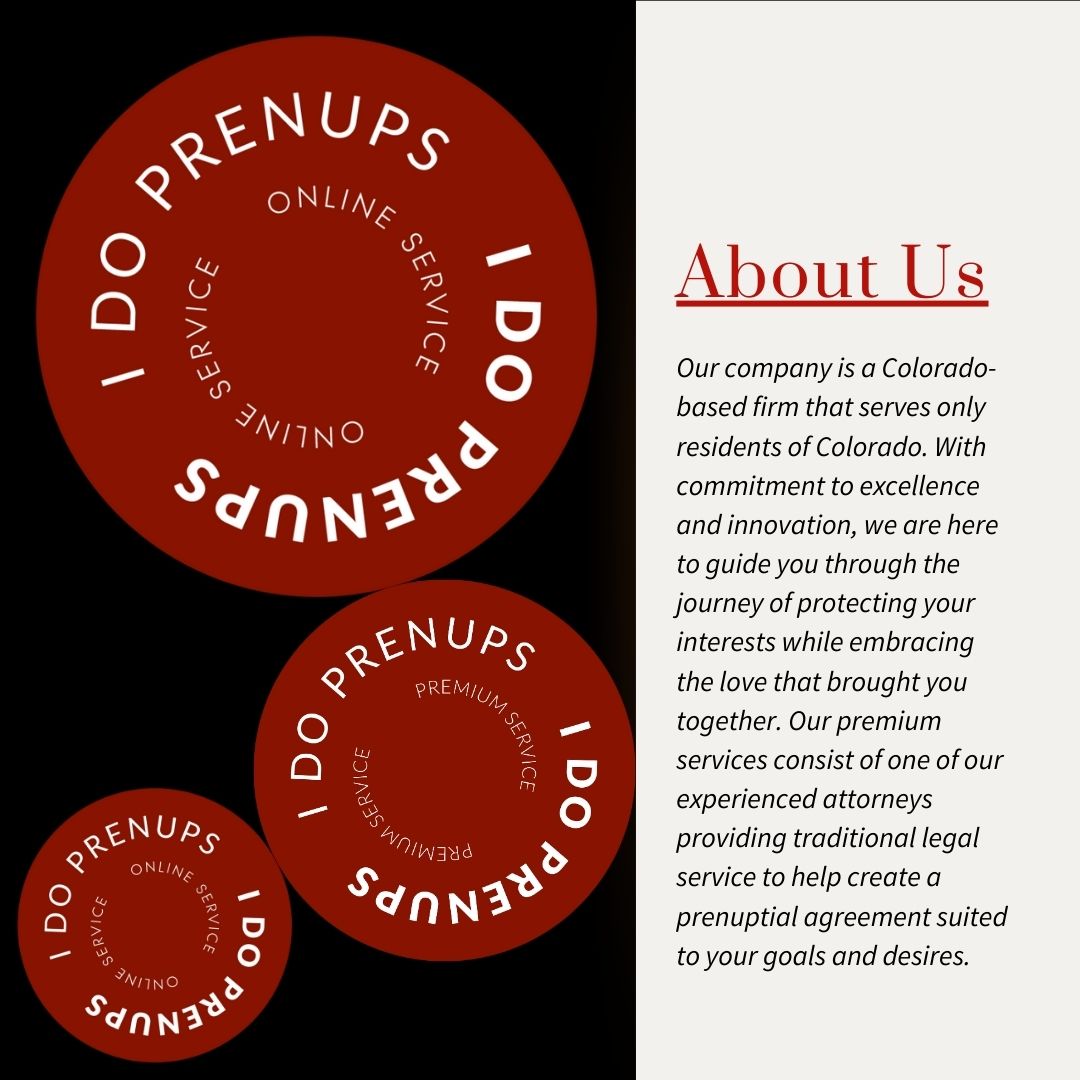 I DO PRENUPS
I DO PRENUPS
ONLINE SERVICE
ONLINE SERVICE
I DO PRENUPS
I DO PRENUPS
PREMIUM SERVICE
PREMIUM SERVICE
I DO PRENUPS
I DO PRENUPS
ONLINE SERVICE
ONLINE SERVICE
About Us
Our company is a Colorado-
based firm that serves only
residents of Colorado. With
commitment to excellence
and innovation, we are here
to guide you through the
journey of protecting your
interests while embracing
the love that brought you
together. Our premium
services consist of one of our
experienced attorneys
providing traditional legal
service to help create a
prenuptial agreement suited
to your goals and desires.